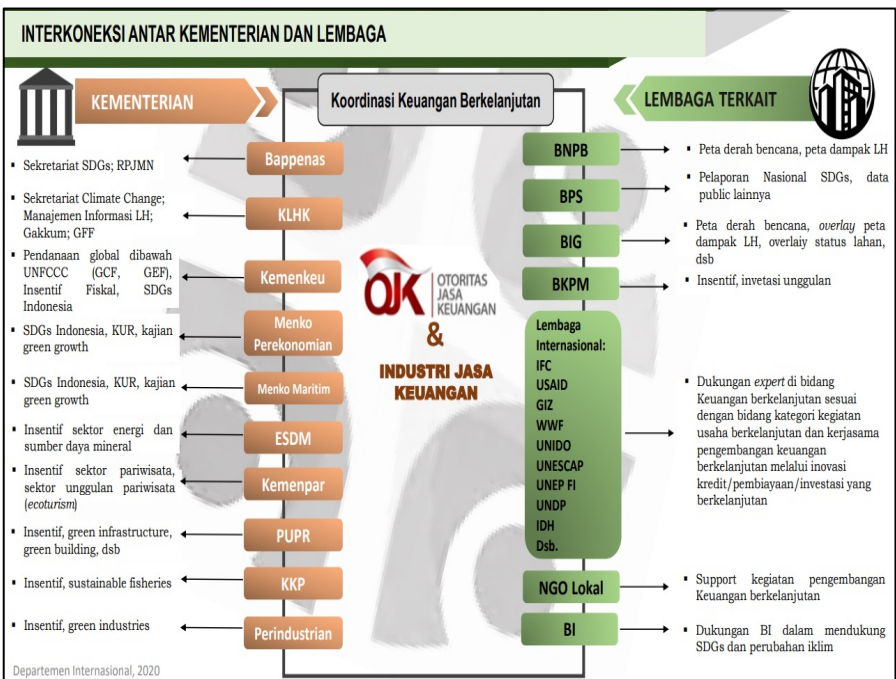 INTERKONEKSI ANTAR KEMENTERIAN DAN LEMBAGA
KEMENTERIAN
Koordinasi Keuangan Berkelanjutan
LEMBAGA TERKAIT
Bappenas
▪ Sekretariat SDGs; RPJMN
KLHK
▪ Sekretariat Climate Change;
Manajemen Informasi LH;
Gakkum; GFF
Kemenkeu
▪ Pendanaan global dibawah
UNFCCC (GCF, GEF),
Insentif Fiskal, SDGs
Indonesia
Menko
Perekonomian
▪ SDGs Indonesia, KUR, kajian
green growth
Menko Maritim
▪ SDGs Indonesia, KUR, kajian
green growth
ESDM
▪ Insentif sektor energi dan
sumber daya mineral
Kemenpar
▪ Insentif sektor pariwisata,
sektor unggulan pariwisata
(ecoturism)
PUPR
▪ Insentif, green infrastructure,
green building, dsb
KKP
▪ Insentif, sustainable fisheries
Perindustrian
▪ Insentif, green industries
OJK
OTORITAS
JASA
KEUANGAN
&
INDUSTRI JASA
KEUANGAN
BNPB
▪ Peta derah bencana, peta dampak LH
BPS
▪ Pelaporan Nasional SDGs, data
public lainnya
BIG
▪ Peta derah bencana, overlay peta
dampak LH, overlaiy status lahan,
dsb
BKPM
▪ Insentif, invetasi unggulan
Lembaga
Internasional:
IFC
USAID
GIZ
WWF
UNIDO
UNESCAP
UNEP FI
UNDP
IDH
Dsb.
▪ Dukungan expert di bidang
Keuangan berkelanjutan sesuai
dengan bidang kategori kegiatan
usaha berkelanjutan dan kerjasama
pengembangan keuangan
berkelanjutan melalui inovasi
kredit/pembiayaan/investasi yang
berkelanjutan
NGO Lokal
▪ Support kegiatan pengembangan
Keuangan berkelanjutan
BI
▪ Dukungan BI dalam mendukung
SDGs dan perubahan iklim
Departemen Internasional, 2020